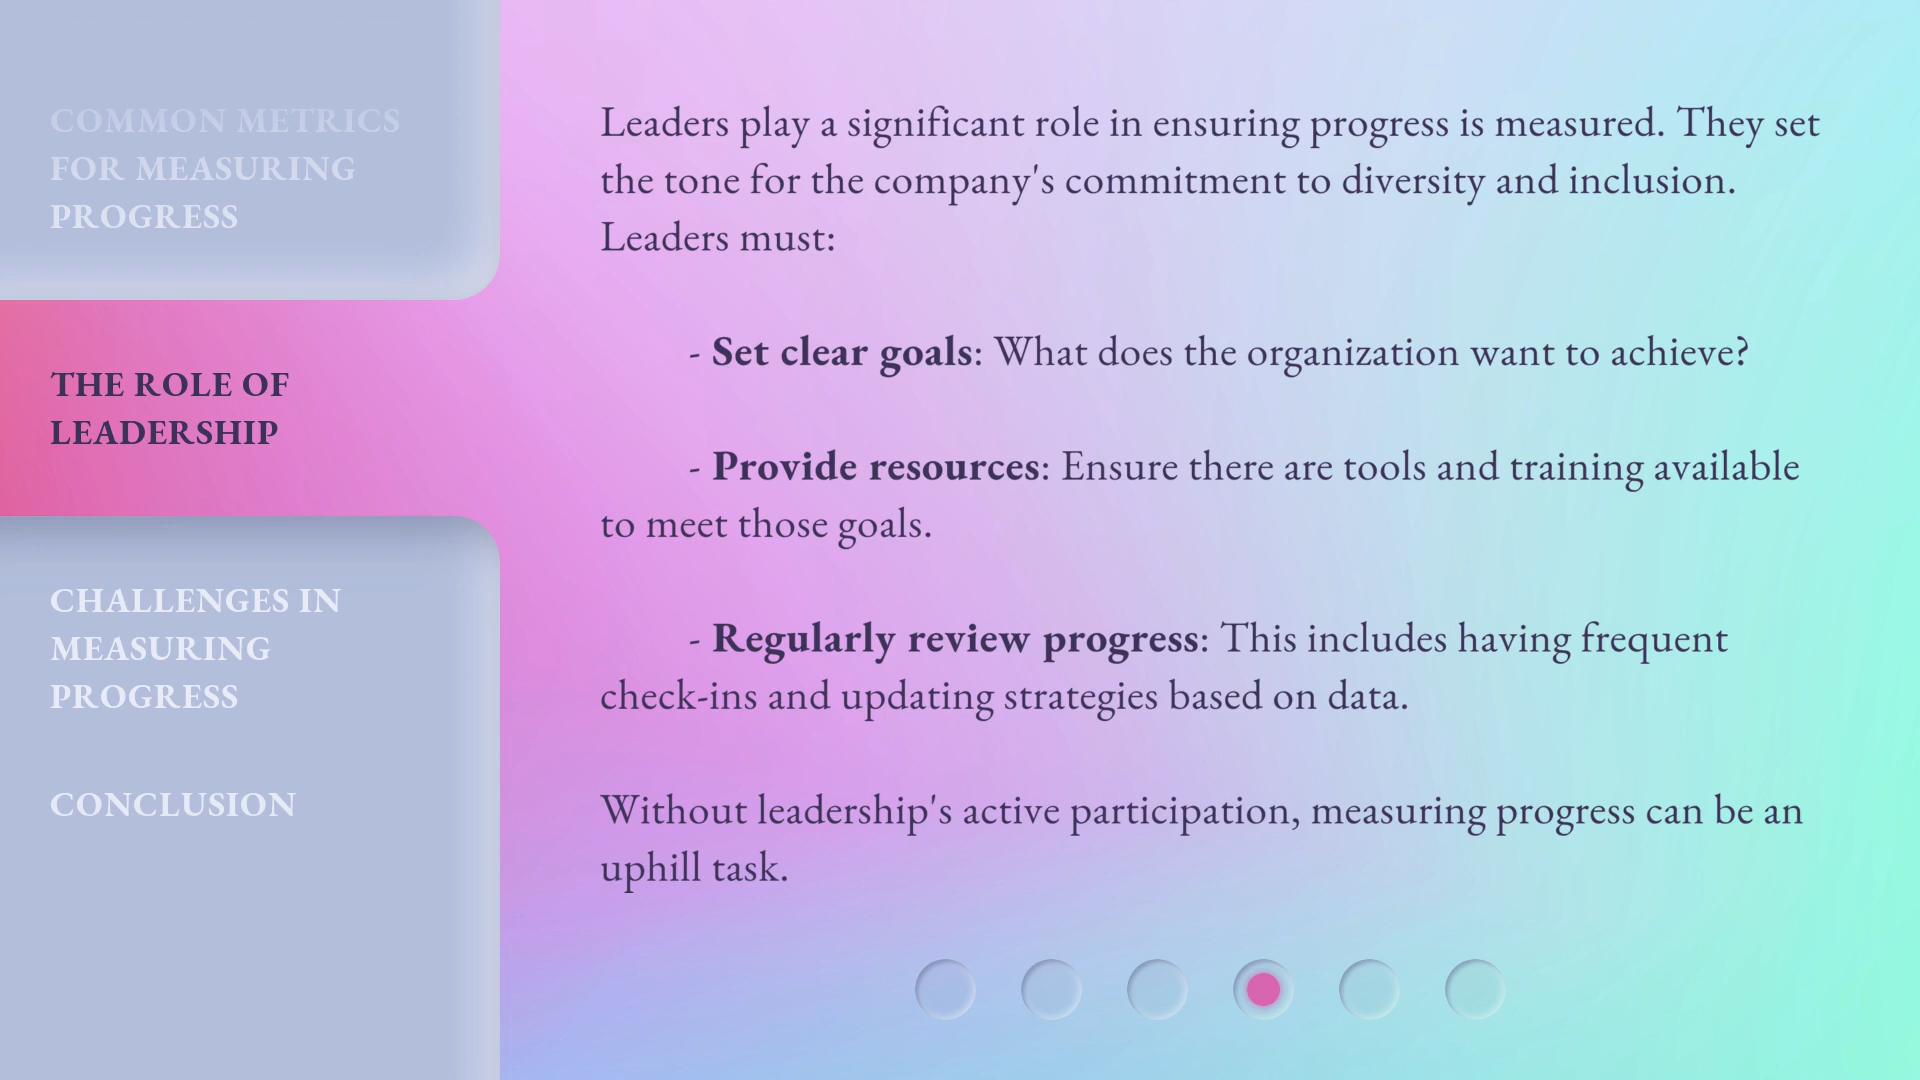 COMMON METRICS
FOR MEASURING
PROGRESS
THE ROLE OF
LEADERSHIP
CHALLENGES IN
MEASURING
PROGRESS
CONCLUSION
Leaders play a significant role in ensuring progress is measured. They set
the tone for the company's commitment to diversity and inclusion.
Leaders must:
- Set clear goals: What does the organization want to achieve?
- Provide resources: Ensure there are tools and training available
to meet those goals.
- Regularly review progress: This includes having frequent
check-ins and updating strategies based on data.
Without leadership's active participation, measuring progress can be an
uphill task.